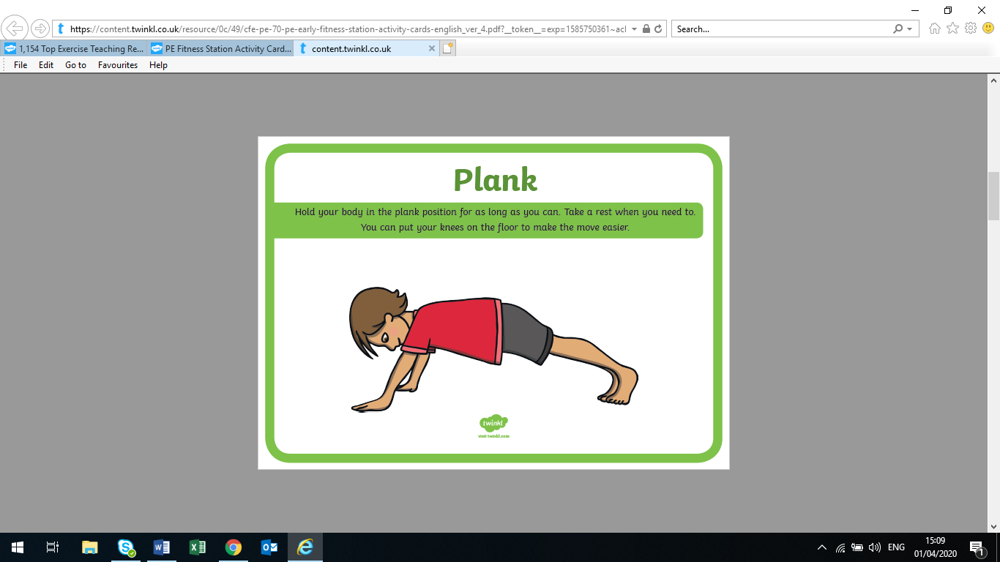 https://content.twinkl.co.uk/resource/0c/49/cfe-pe-70-pe-early-fitness-station-activity-cards-english_ver_4.pdf?__token__=exp=1585750361~acl
Search...
1,154 Top Exercise Teaching Re...
PE Fitness Station Activity Card...
content.twinkl.co.uk
File Edit Go to Favourites Help
Plank
Hold your body in the plank position for as long as you can. Take a rest when you need to.
You can put your knees on the floor to make the move easier.
twinkl
visit twinkl.com
ENG
15:09
01/04/2020
1